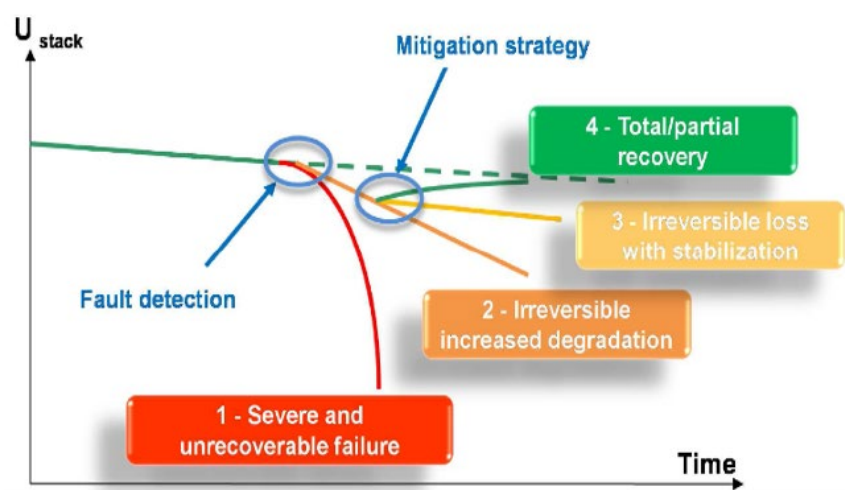 U stack
Mitigation strategy
4 - Total/partial
recovery
3 - Irreversible loss
with stabilization
Fault detection
2 - Irreversible
increased degradation
1 - Severe and
unrecoverable failure
Time